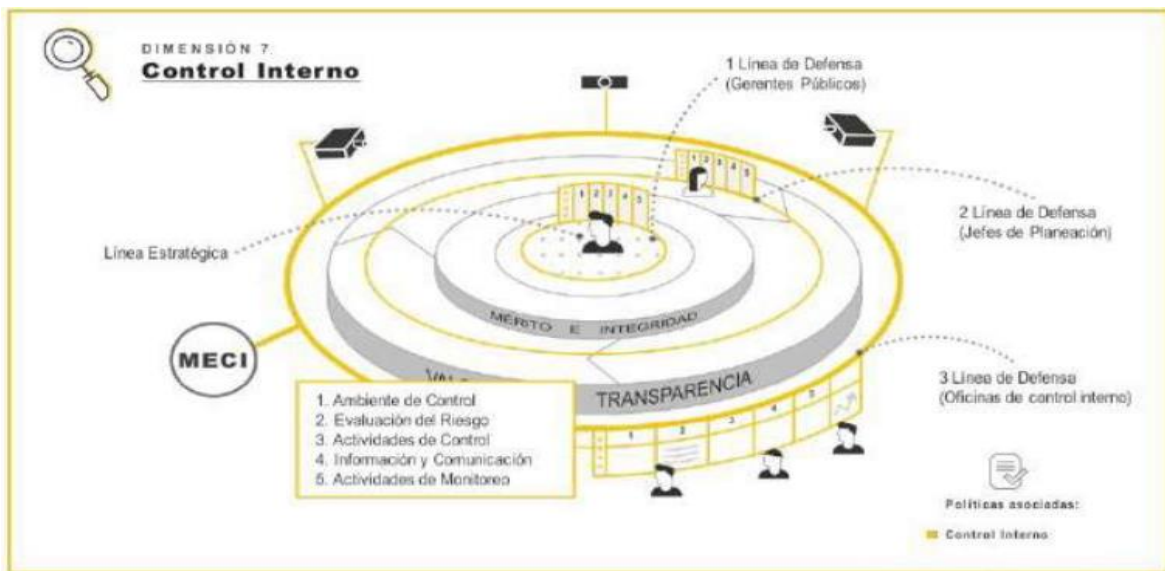 DIMENSIÓN 7
Control Interno
1 Línea de Defensa
(Gerentes Públicos)
1 2 3 4 5
1 2 3 4 5
2 Línea de Defensa
(Jefes de Planeación)
Línea Estratégica
MÉRITO E INTEGRIDAD
MECI
TRANSPARENCIA
3 Línea de Defensa
(Oficinas de control interno)
1. Ambiente de Control
2. Evaluación del Riesgo
3. Actividades de Control
4. Información y Comunicación
5. Actividades de Monitoreo
1 2 3 4 5
Políticas asociadas:
Control Interno